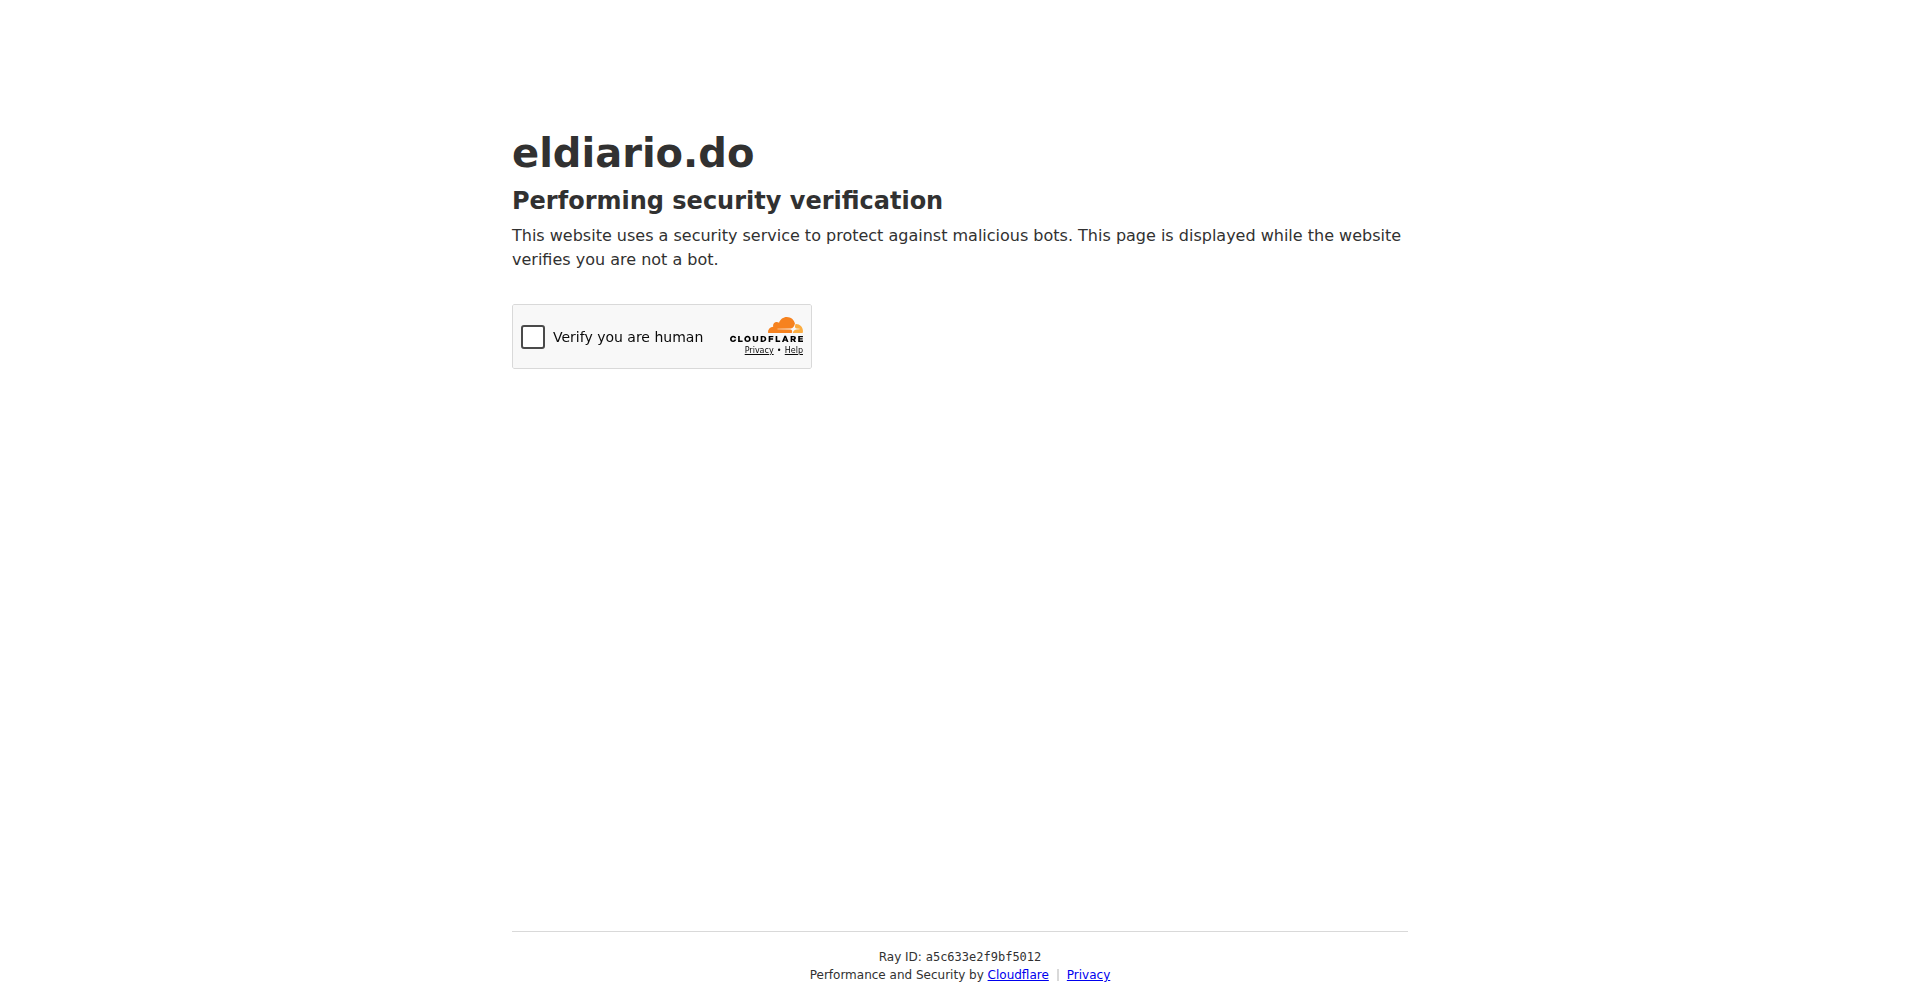 eldiario.do
Performing security verification
This website uses a security service to protect against malicious bots. This page is displayed while the website
verifies you are not a bot.
Verify you are human
CLOUDFLARE
Privacy • Help
Ray ID: a5c633e2f9bf5012
Performance and Security by Cloudflare | Privacy